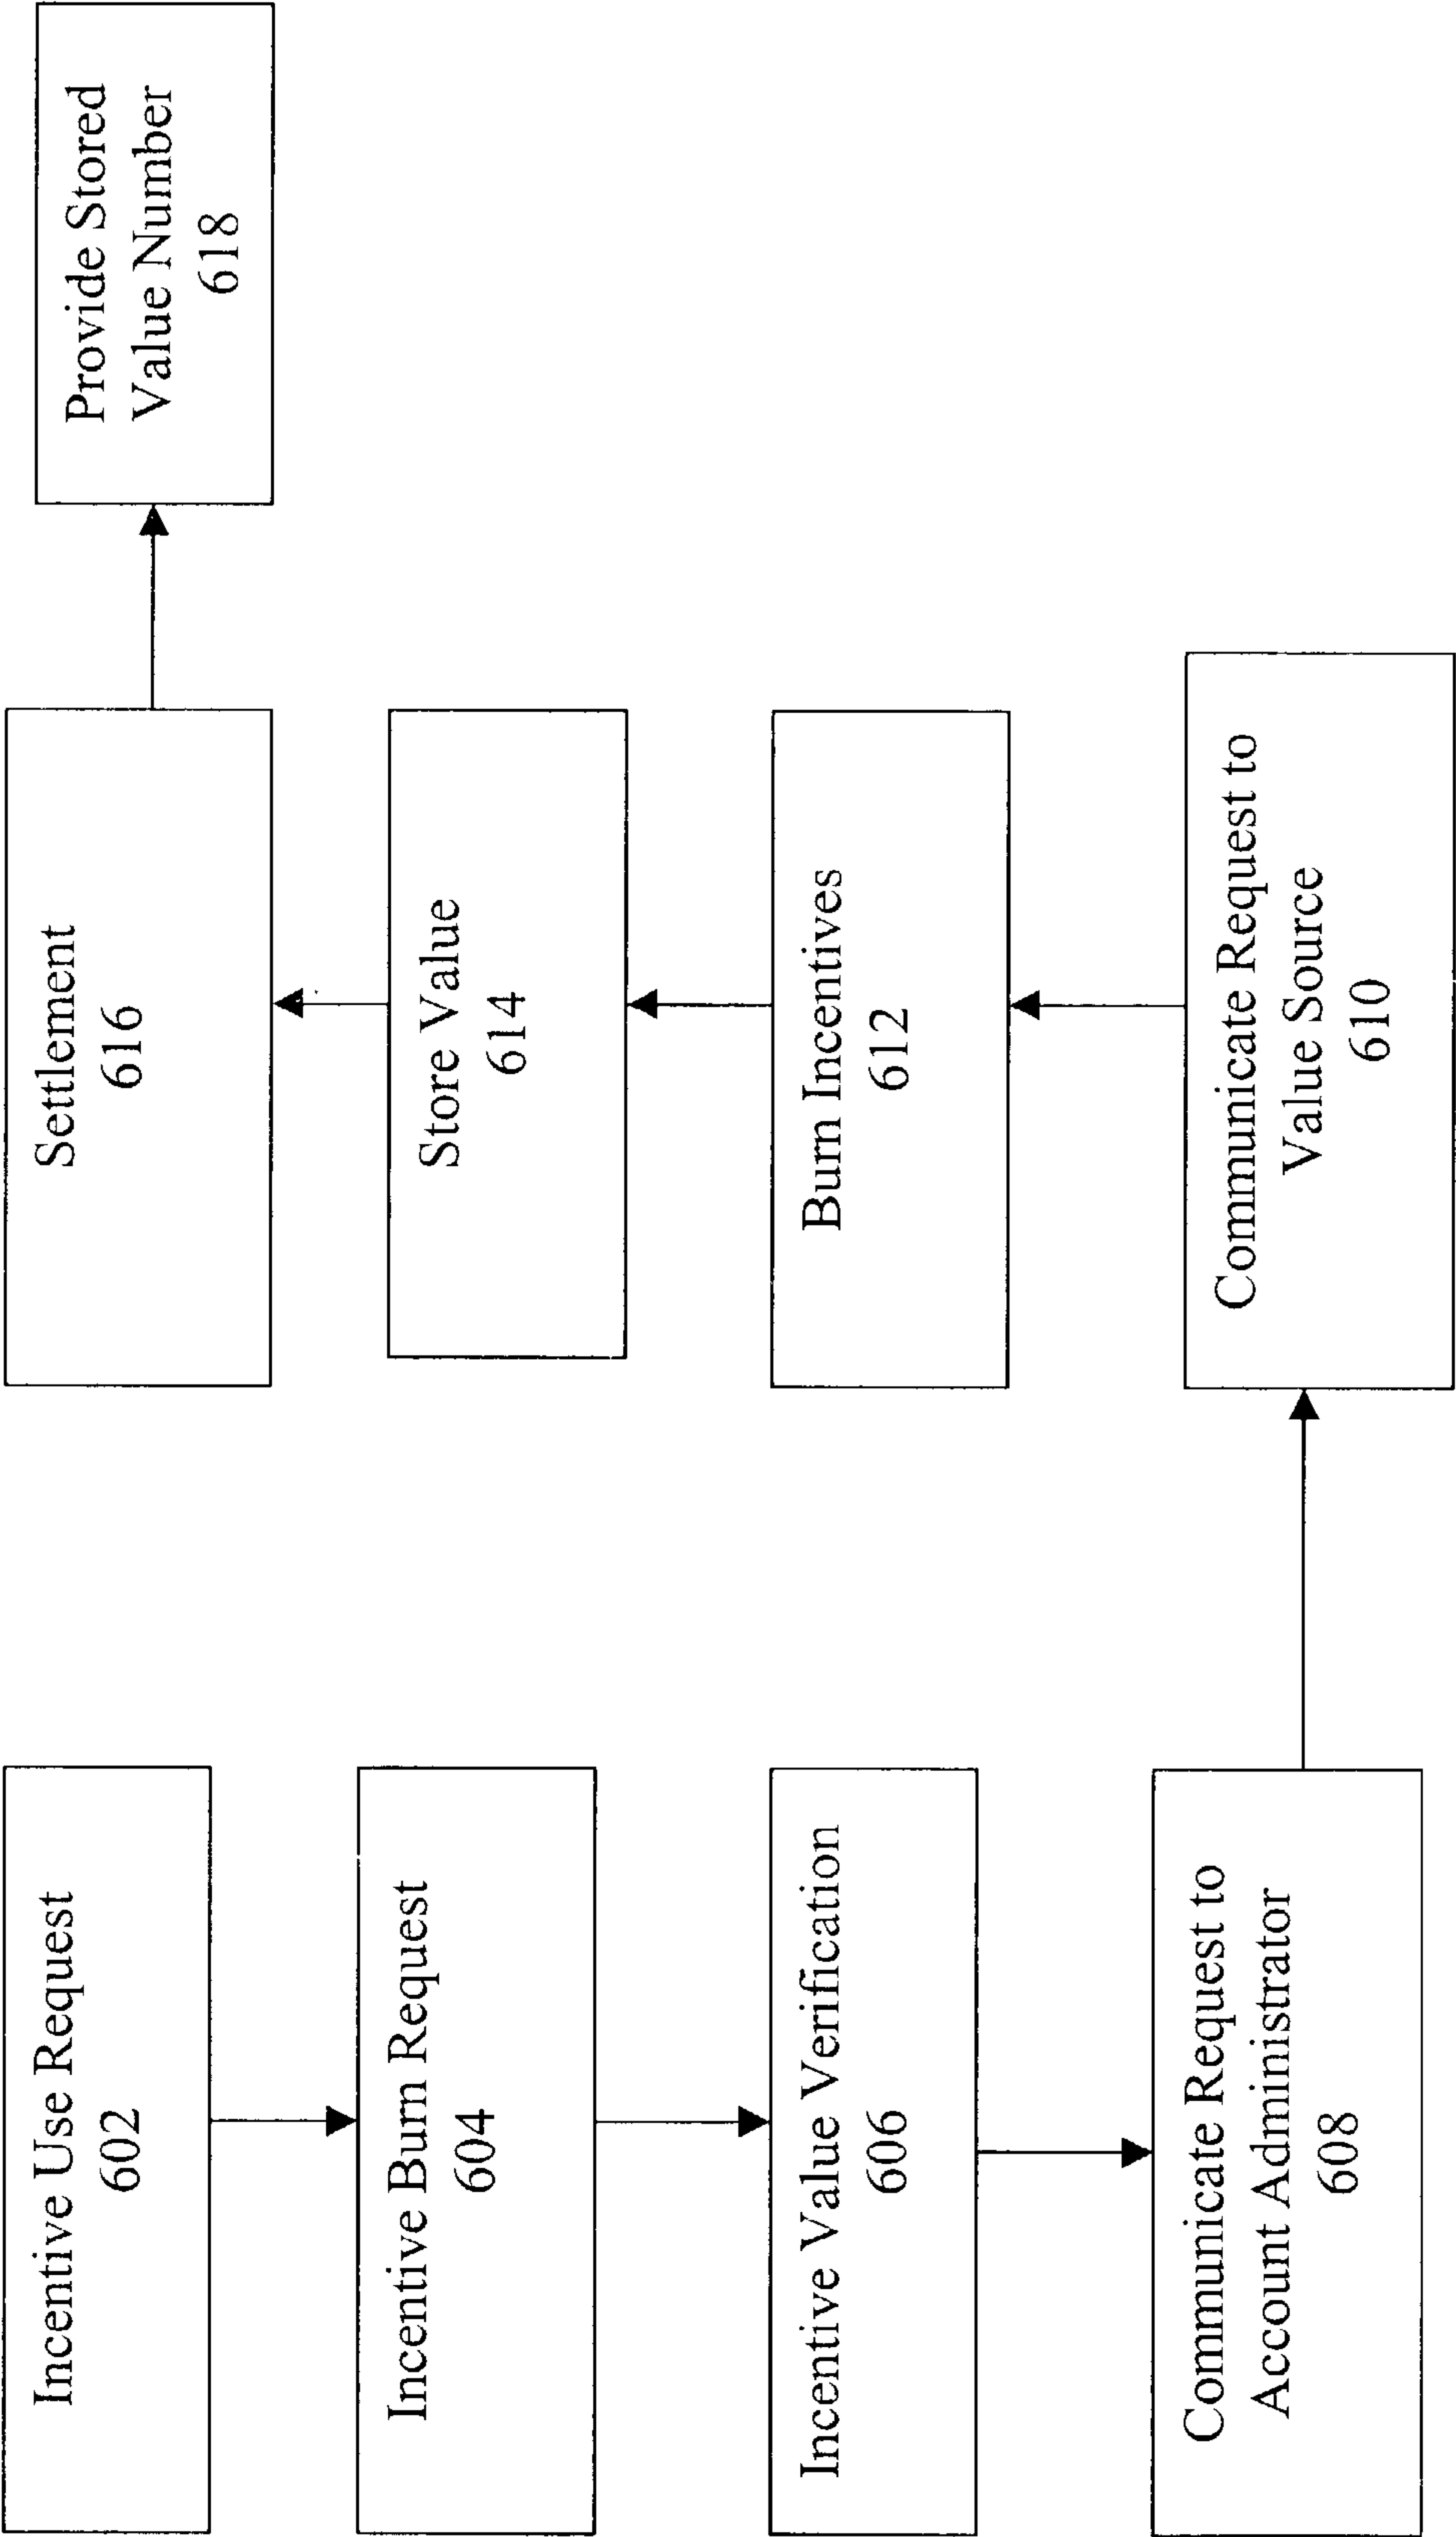 Incentive Use Request
602
Incentive Burn Request
604
Incentive Value Verification
606
Communicate Request to
Account Administrator
608
Communicate Request to
Value Source
610
Burn Incentives
612
Store Value
614
Settlement
616
Provide Stored
Value Number
618